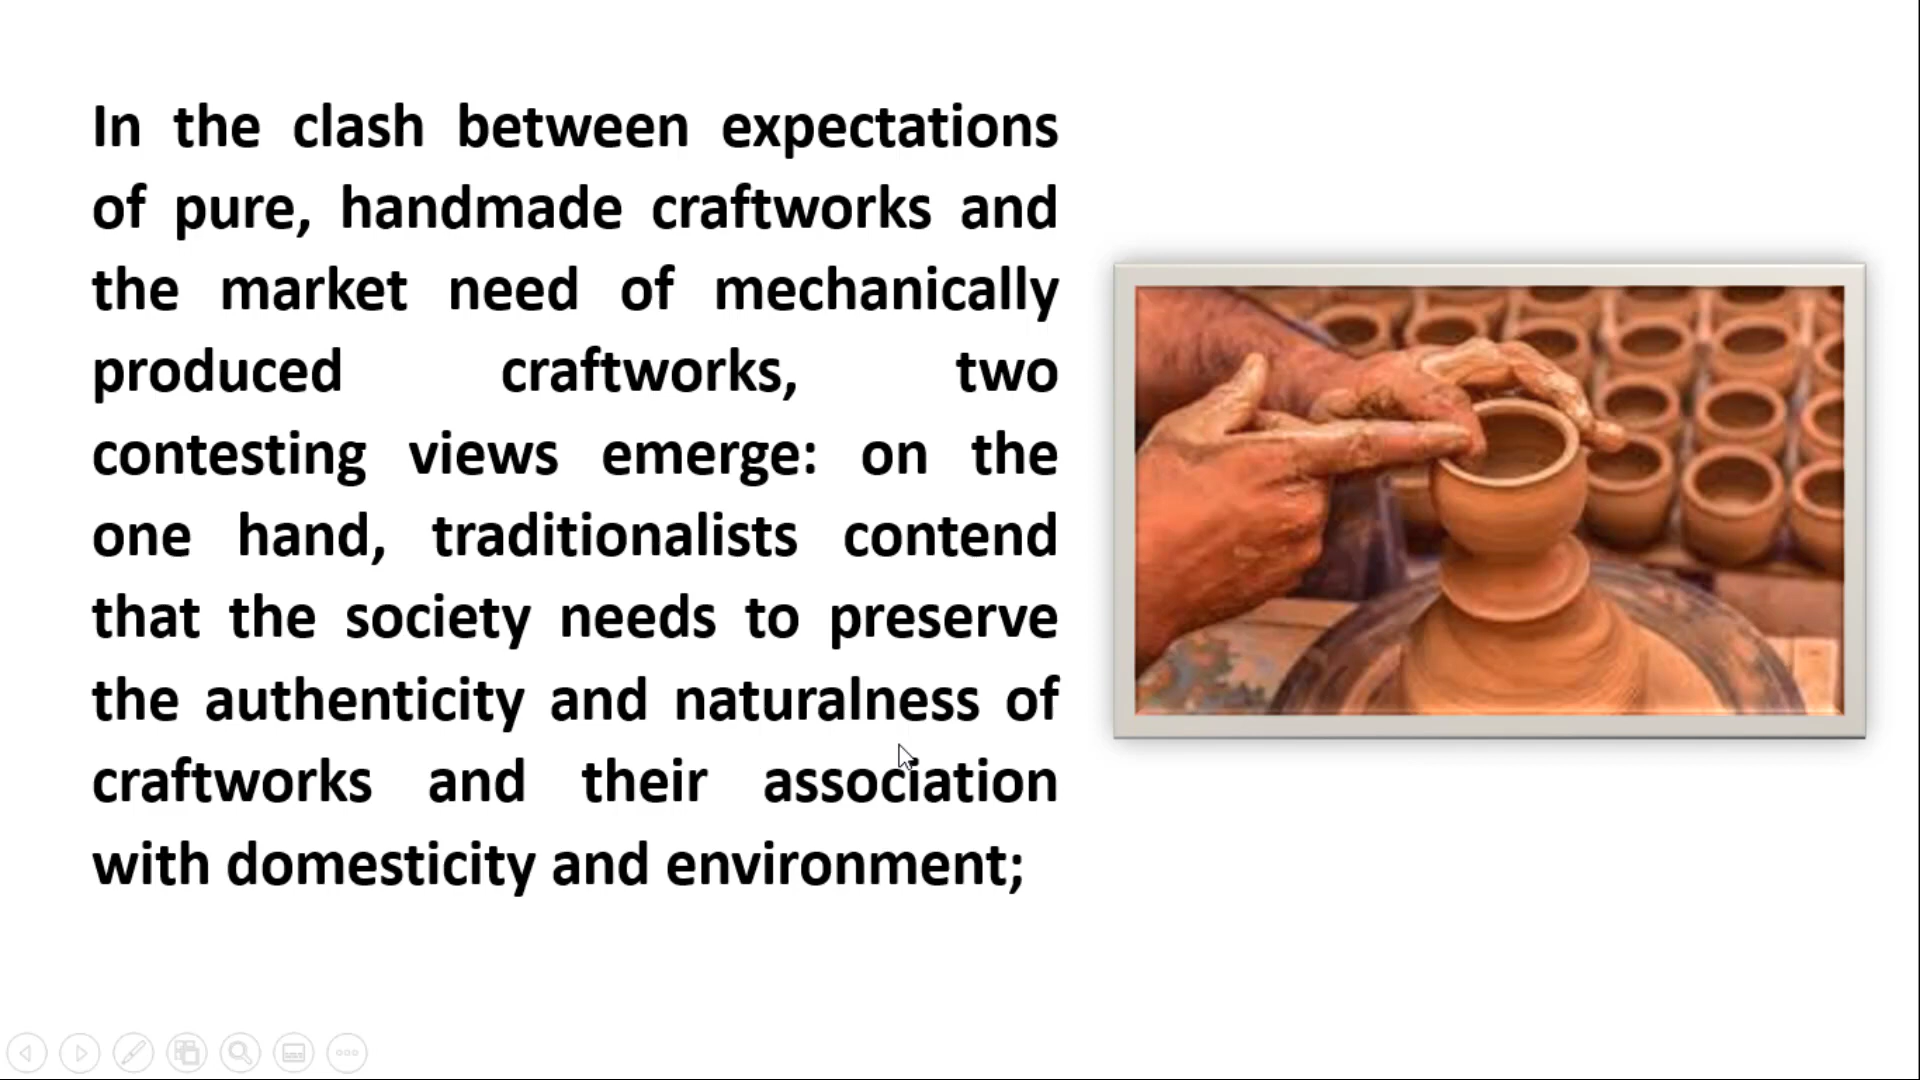 In the clash between expectations
of pure, handmade craftworks and
the market need of mechanically
produced craftworks, two
contesting views emerge: on the
one hand, traditionalists contend
that the society needs to preserve
the authenticity and naturalness of
craftworks and their association
with domesticity and environment;